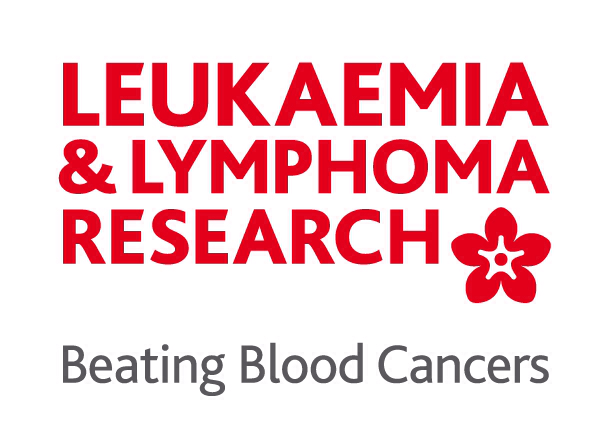 LEUKAEMIA
& LYMPHOMA
RESEARCH
Beating Blood Cancers